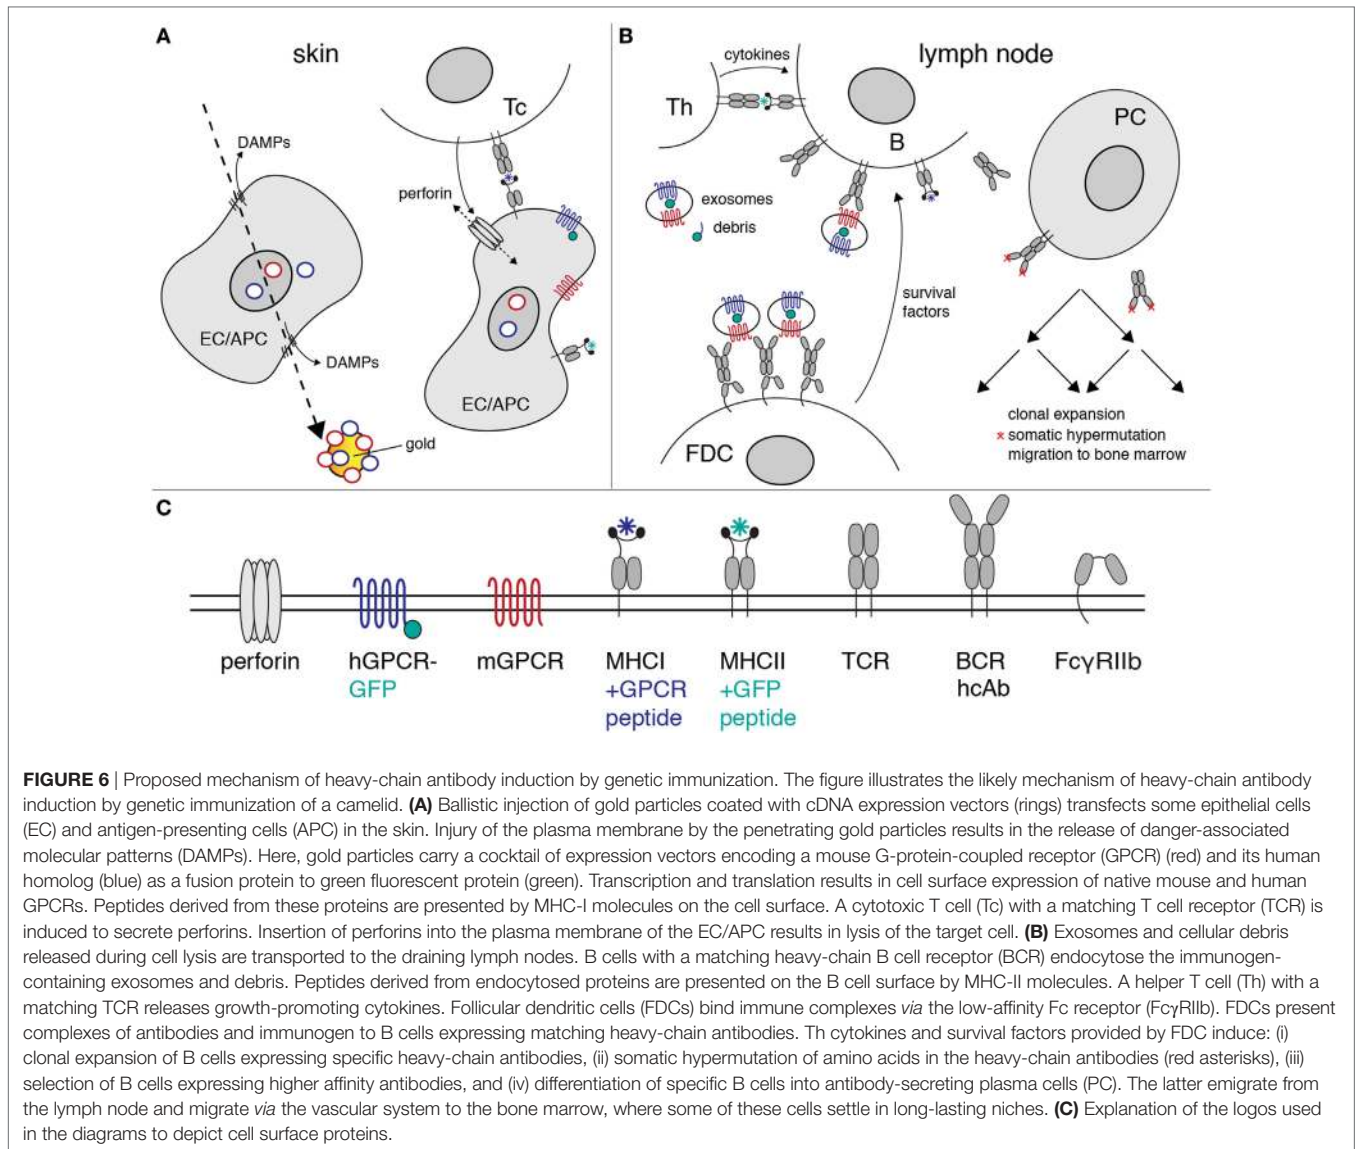 A
skin
Tc
DAMPs
perforin
EC/APC
DAMPs
EC/APC
gold
B
lymph node
cytokines
Th
B
PC
exosomes
debris
survival
factors
FDC
clonal expansion
somatic hypermutation
migration to bone marrow
C
perforin
hGPCR-
GFP
mGPCR
MHCI
+GPCR
peptide
MHCII
+GFP
peptide
TCR
BCR
hcAb
FcγRIIb
FIGURE 6 | Proposed mechanism of heavy-chain antibody induction by genetic immunization. The figure illustrates the likely mechanism of heavy-chain antibody
induction by genetic immunization of a camelid. (A) Ballistic injection of gold particles coated with cDNA expression vectors (rings) transfects some epithelial cells
(EC) and antigen-presenting cells (APC) in the skin. Injury of the plasma membrane by the penetrating gold particles results in the release of danger-associated
molecular patterns (DAMPs). Here, gold particles carry a cocktail of expression vectors encoding a mouse G-protein-coupled receptor (GPCR) (red) and its human
homolog (blue) as a fusion protein to green fluorescent protein (green). Transcription and translation results in cell surface expression of native mouse and human
GPCRs. Peptides derived from these proteins are presented by MHC-I molecules on the cell surface. A cytotoxic T cell (Tc) with a matching T cell receptor (TCR) is
induced to secrete perforins. Insertion of perforins into the plasma membrane of the EC/APC results in lysis of the target cell. (B) Exosomes and cellular debris
released during cell lysis are transported to the draining lymph nodes. B cells with a matching heavy-chain B cell receptor (BCR) endocytose the immunogen-
containing exosomes and debris. Peptides derived from endocytosed proteins are presented on the B cell surface by MHC-II molecules. A helper T cell (Th) with a
matching TCR releases growth-promoting cytokines. Follicular dendritic cells (FDCs) bind immune complexes via the low-affinity Fc receptor (FcγRIIb). FDCs present
complexes of antibodies and immunogen to B cells expressing matching heavy-chain antibodies. Th cytokines and survival factors provided by FDC induce: (i)
clonal expansion of B cells expressing specific heavy-chain antibodies, (ii) somatic hypermutation of amino acids in the heavy-chain antibodies (red asterisks), (iii)
selection of B cells expressing higher affinity antibodies, and (iv) differentiation of specific B cells into antibody-secreting plasma cells (PC). The latter emigrate from
the lymph node and migrate via the vascular system to the bone marrow, where some of these cells settle in long-lasting niches. (C) Explanation of the logos used
in the diagrams to depict cell surface proteins.